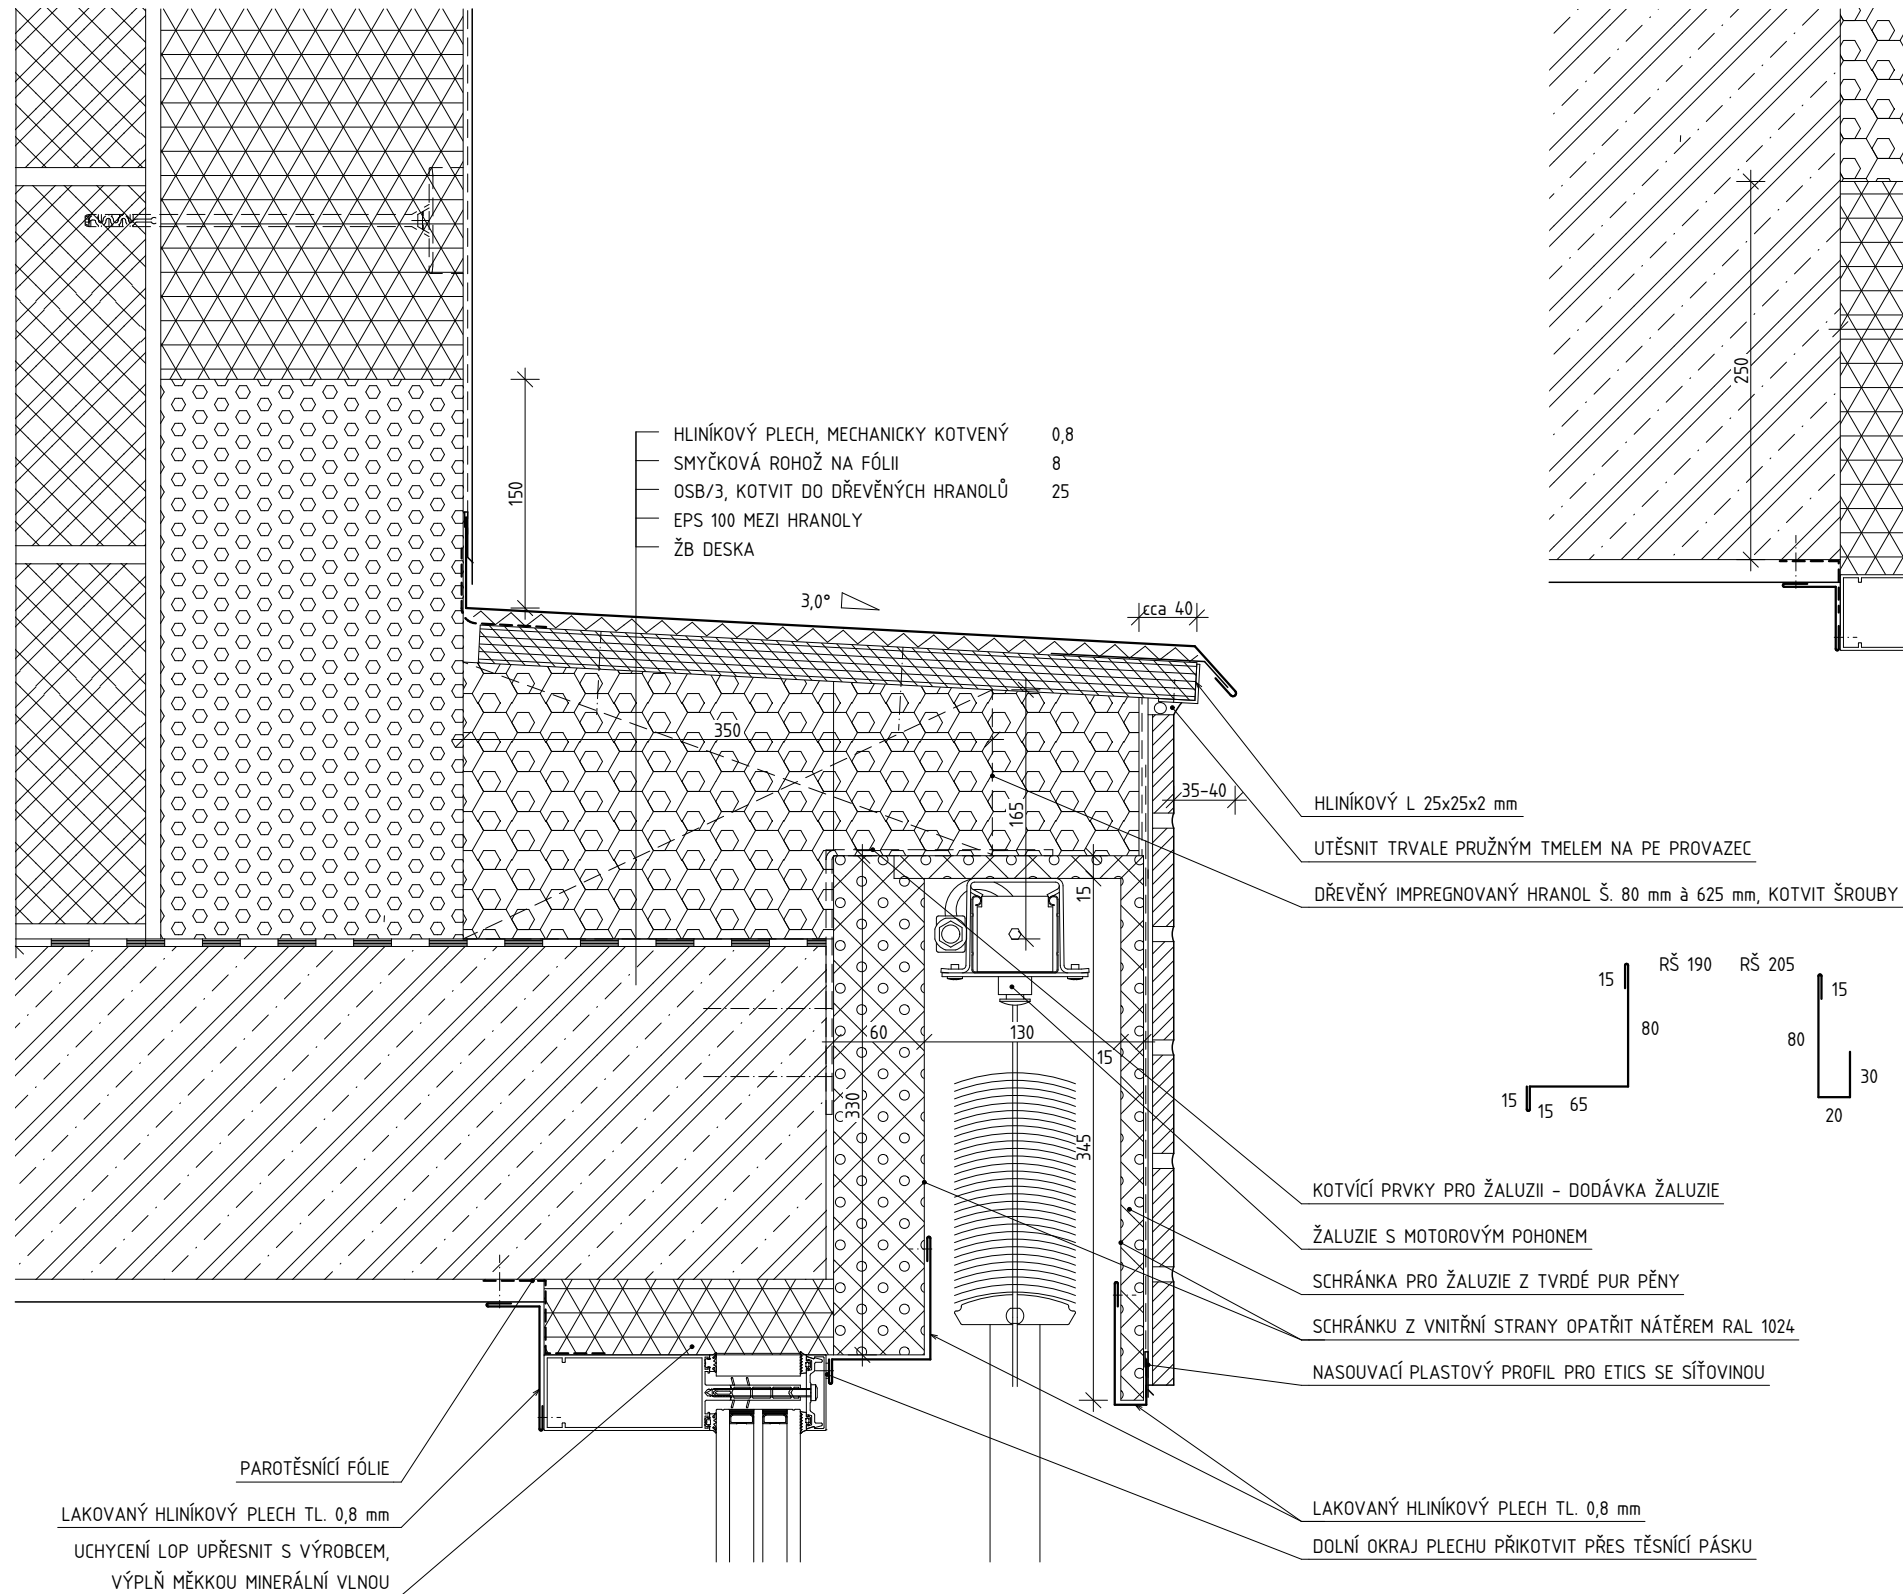 HLINÍKOVÝ PLECH, MECHANICKY KOTVENÝ 0,8
SMYČKOVÁ ROHOŽ NA FÓLII 8
OSB/3, KOTVIT DO DŘEVĚNÝCH HRANOLŮ 25
EPS 100 MEZI HRANOLY
ŽB DESKA
150
250
3,0°
cca 40
350
165
35-40
15
60
130
15
330
345
HLINÍKOVÝ L 25x25x2 mm
UTĚSNIT TRVALE PRUŽNÝM TMELEM NA PE PROVAZEC
DŘEVĚNÝ IMPREGNOVANÝ HRANOL Š. 80 mm à 625 mm, KOTVIT ŠROUBY
RŠ 190
RŠ 205
15
80
15
15
65
15
80
30
20
KOTVÍCÍ PRVKY PRO ŽALUZII - DODÁVKA ŽALUZIE
ŽALUZIE S MOTOROVÝM POHONEM
SCHRÁNKA PRO ŽALUZIE Z TVRDÉ PUR PĚNY
SCHRÁNKU Z VNITŘNÍ STRANY OPATŘIT NÁTĚREM RAL 1024
NASOUVACÍ PLASTOVÝ PROFIL PRO ETICS SE SÍŤOVINOU
LAKOVANÝ HLINÍKOVÝ PLECH TL. 0,8 mm
DOLNÍ OKRAJ PLECHU PŘIKOTVIT PŘES TĚSNÍCÍ PÁSKU
PAROTĚSNÍCÍ FÓLIE
LAKOVANÝ HLINÍKOVÝ PLECH TL. 0,8 mm
UCHYCENÍ LOP UPŘESNIT S VÝROBCEM,
VÝPLŇ MĚKKOU MINERÁLNÍ VLNOU